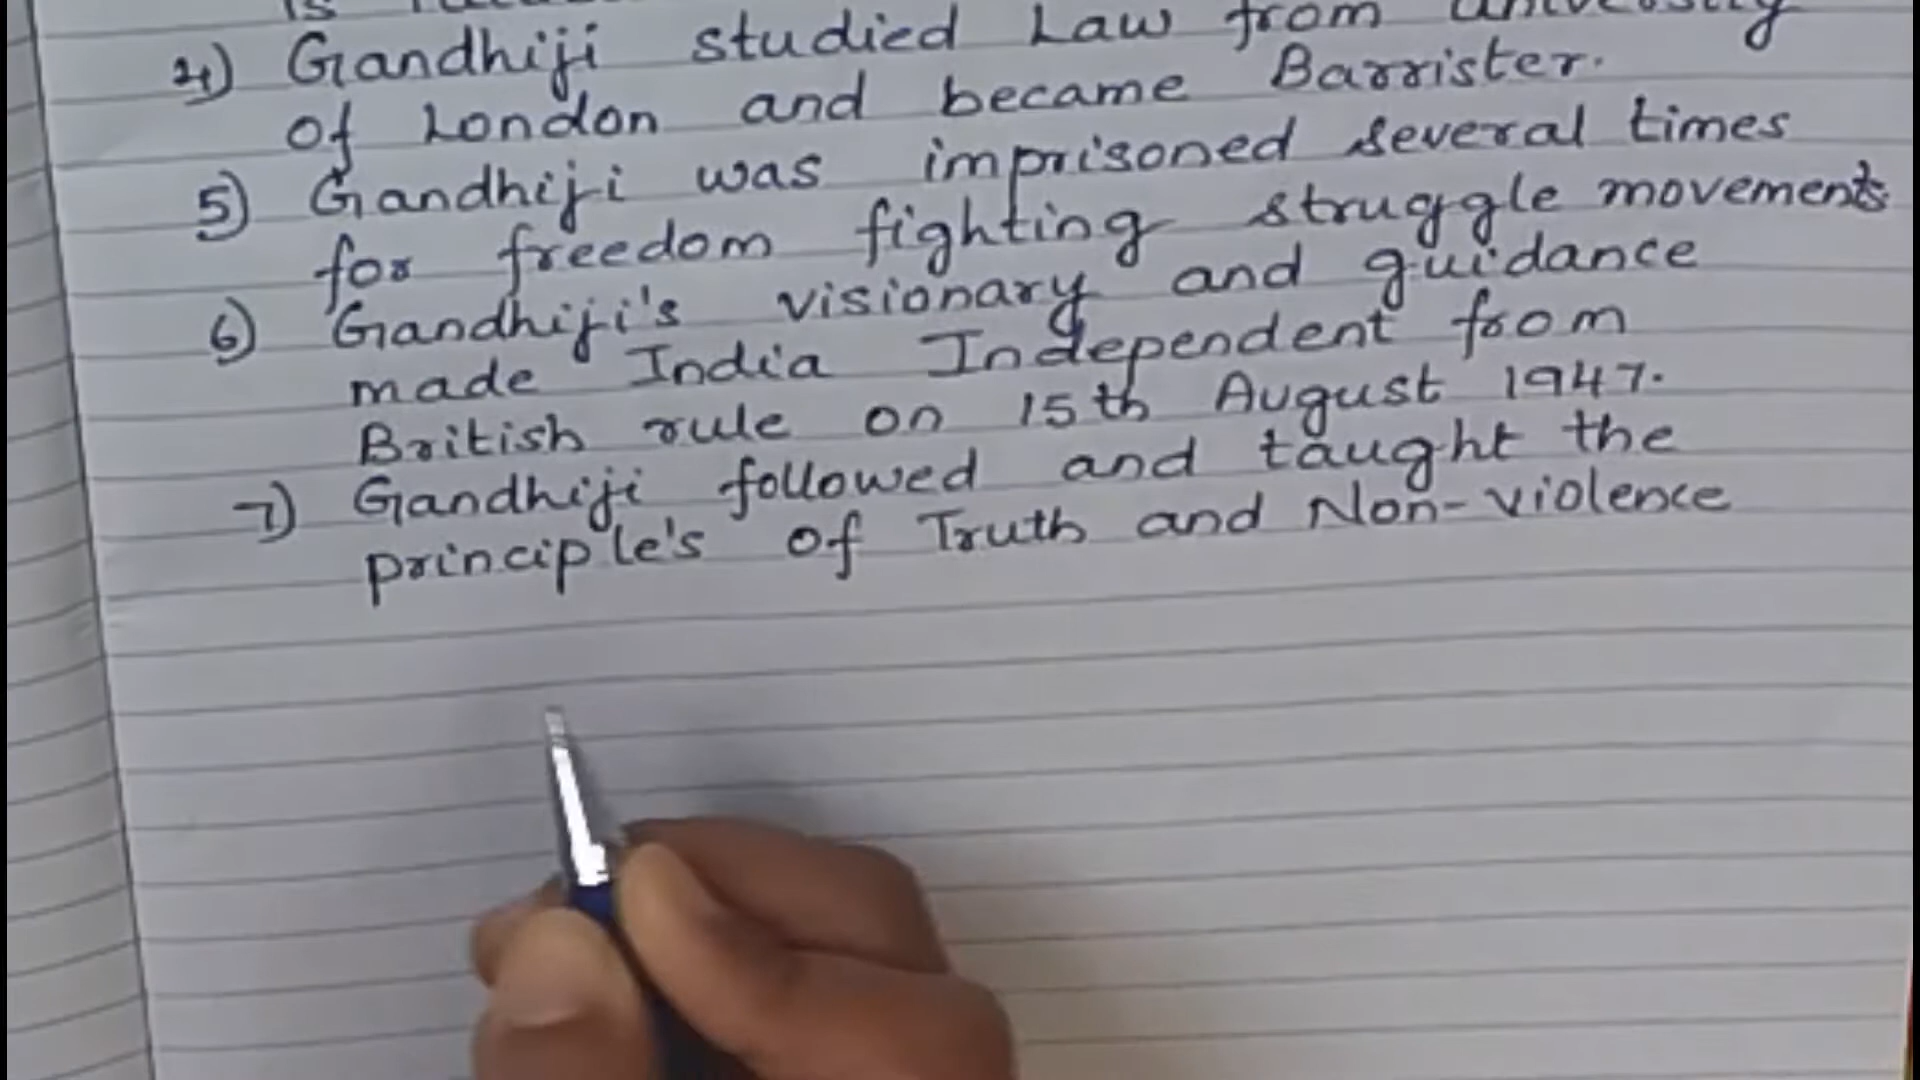 is
4) Gandhiji studied Law from University
of London and became Barrister.
5) Gandhiji was imprisoned several times
for freedom fighting struggle movements
6) Gandhiji's visionary and guidance
made India Independent from
British rule on 15th August 1947.
7) Gandhiji followed and taught the
principle's of Truth and Non-violence